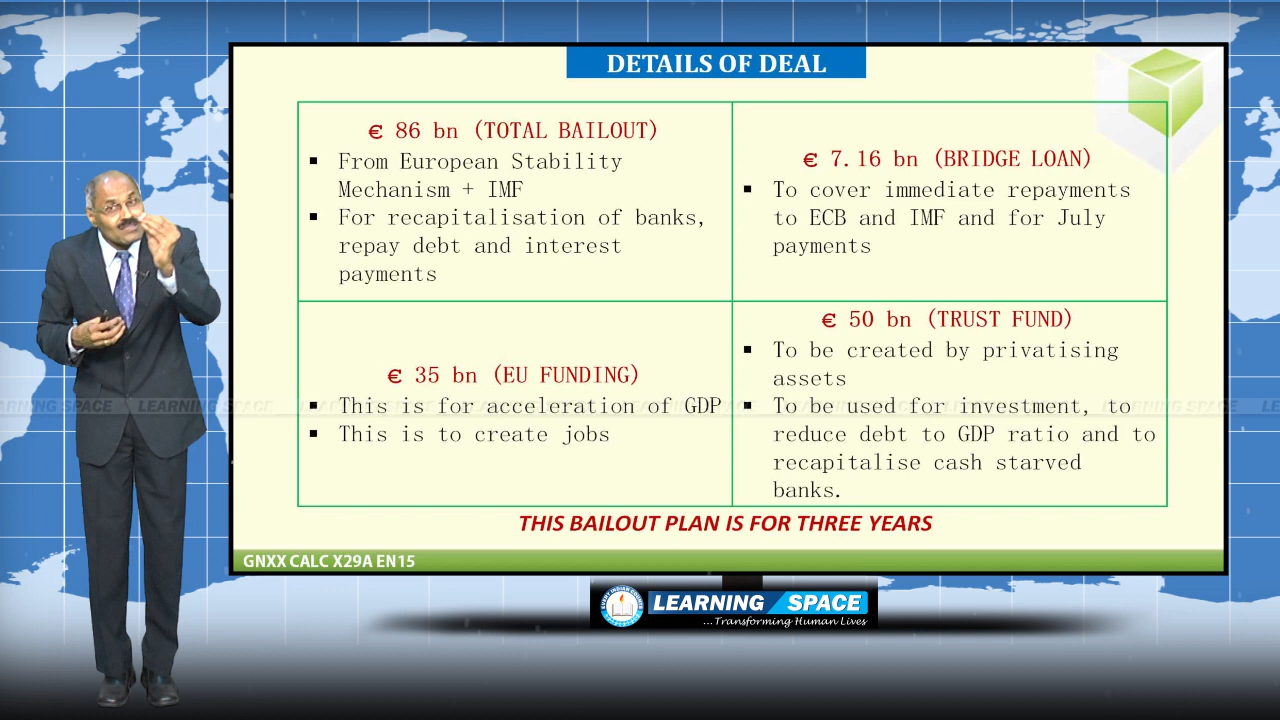 DETAILS OF DEAL
€ 86 bn (TOTAL BAILOUT)
▪ From European Stability
Mechanism + IMF
▪ For recapitalisation of banks,
repay debt and interest
payments
€ 7.16 bn (BRIDGE LOAN)
▪ To cover immediate repayments
to ECB and IMF and for July
payments
€ 35 bn (EU FUNDING)
▪ This is for acceleration of GDP
▪ This is to create jobs
€ 50 bn (TRUST FUND)
▪ To be created by privatising
assets
▪ To be used for investment, to
reduce debt to GDP ratio and to
recapitalise cash starved
banks.
THIS BAILOUT PLAN IS FOR THREE YEARS
GNXX CALC X29A EN15
LEARNING SPACE
...Transforming Human Lives